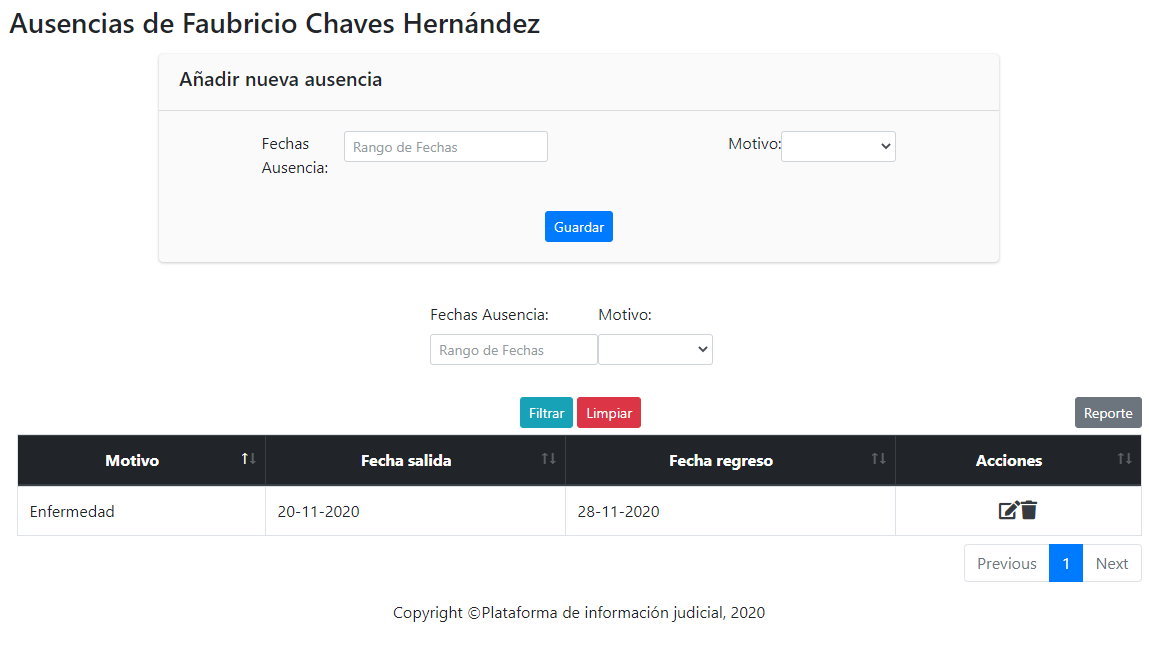 Ausencias de Faubricio Chaves Hernández
Añadir nueva ausencia
Fechas Ausencia:
Rango de Fechas
Motivo:
Guardar
Fechas Ausencia:
Motivo:
Rango de Fechas
Filtrar Limpiar Reporte
Motivo Fecha salida Fecha regreso Acciones
Enfermedad 20-11-2020 28-11-2020
Previous 1 Next
Copyright ©Plataforma de información judicial, 2020